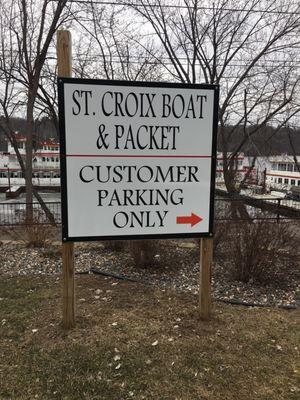 ST. CROIX BOAT
& PACKET
CUSTOMER
PARKING
ONLY